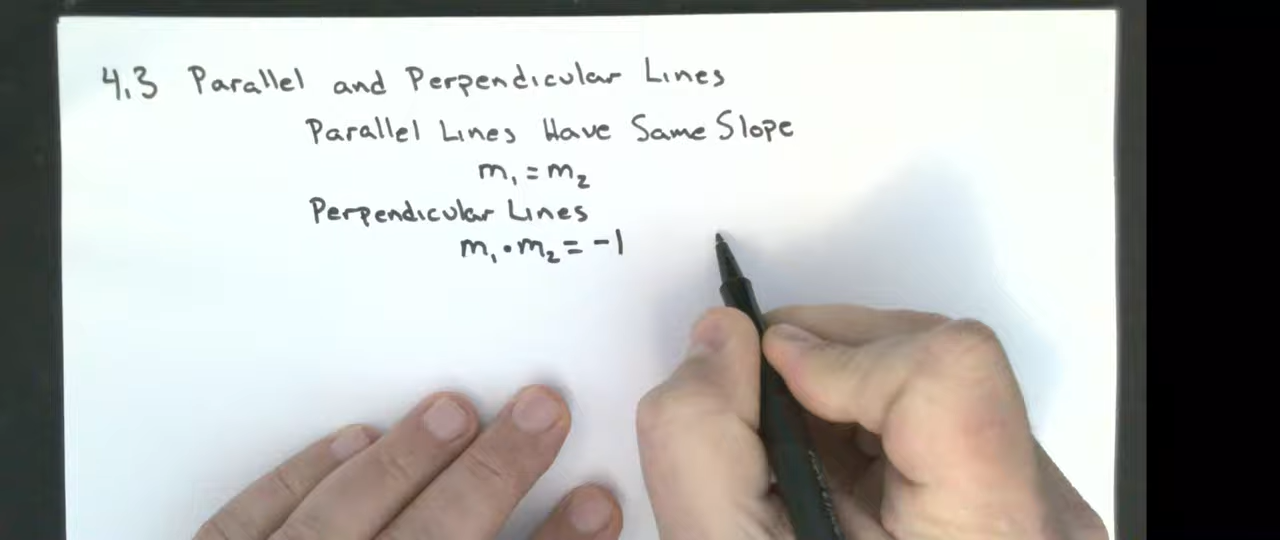 4.3 Parallel and Perpendicular Lines
Parallel Lines Have Same Slope
m₁ = m₂
Perpendicular Lines
m₁ • m₂ = -1